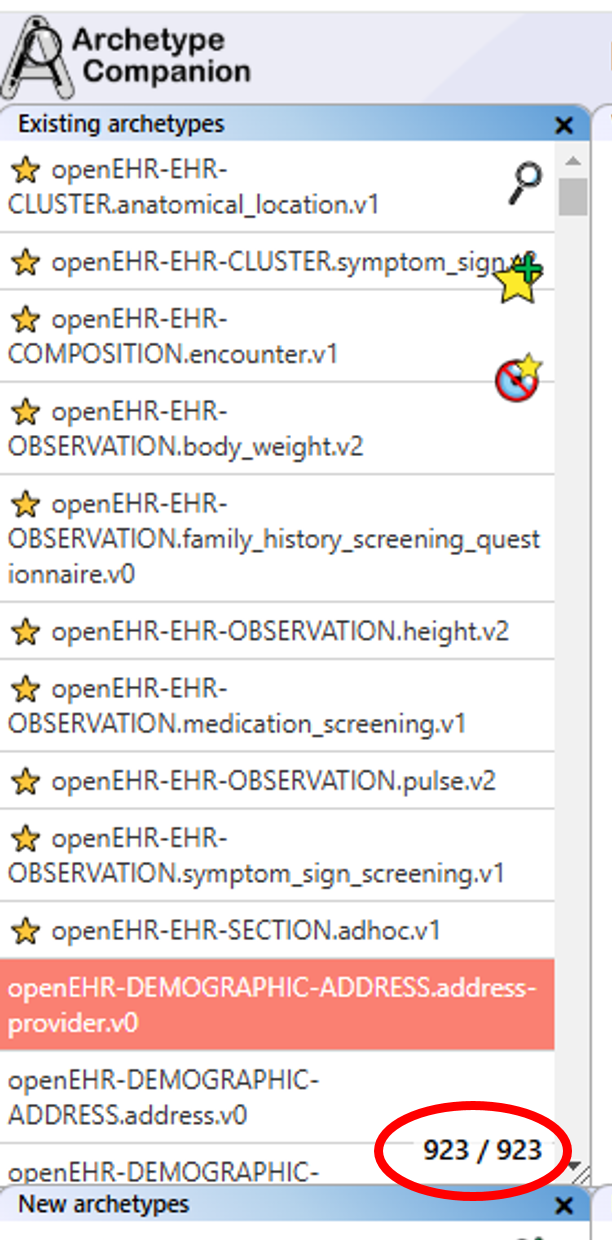 Archetype
Companion
Existing archetypes
openEHR-EHR-
CLUSTER.anatomical_location.v1
openEHR-EHR-CLUSTER.symptom_sign.
openEHR-EHR-
COMPOSITION.encounter.v1
openEHR-EHR-
OBSERVATION.body_weight.v2
openEHR-EHR-
OBSERVATION.family_history_screening_quest
ionnaire.v0
openEHR-EHR-OBSERVATION.height.v2
openEHR-EHR-
OBSERVATION.medication_screening.v1
openEHR-EHR-OBSERVATION.pulse.v2
openEHR-EHR-
OBSERVATION.symptom_sign_screening.v1
openEHR-EHR-SECTION.adhoc.v1
openEHR-DEMOGRAPHIC-ADDRESS.address-
provider.v0
openEHR-DEMOGRAPHIC-
ADDRESS.address.v0
923 / 923
openEHR-DEMOGRAPHIC-
New archetypes